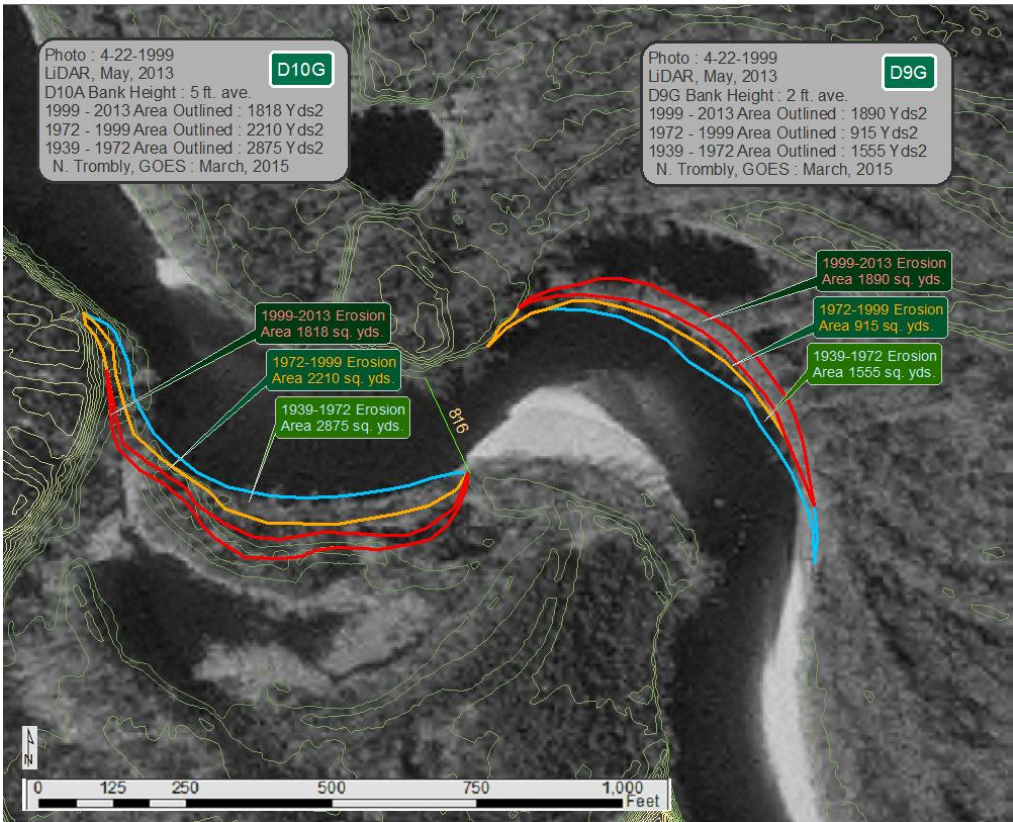 Photo : 4-22-1999
LiDAR, May, 2013
D10A Bank Height : 5 ft. ave.
1999 - 2013 Area Outlined : 1818 Yds2
1972 - 1999 Area Outlined : 2210 Yds2
1939 - 1972 Area Outlined : 2875 Yds2
N. Trombly, GOES : March, 2015
D10G
Photo : 4-22-1999
LiDAR, May, 2013
D9G Bank Height : 2 ft. ave.
1999 - 2013 Area Outlined : 1890 Yds2
1972 - 1999 Area Outlined : 915 Yds2
1939 - 1972 Area Outlined : 1555 Yds2
N. Trombly, GOES : March, 2015
D9G
1999-2013 Erosion
Area 1818 sq. yds.
1972-1999 Erosion
Area 2210 sq. yds.
1939-1972 Erosion
Area 2875 sq. yds.
816
1999-2013 Erosion
Area 1890 sq. yds.
1972-1999 Erosion
Area 915 sq. yds.
1939-1972 Erosion
Area 1555 sq. yds.
N
0 125 250 500 750 1,000
Feet